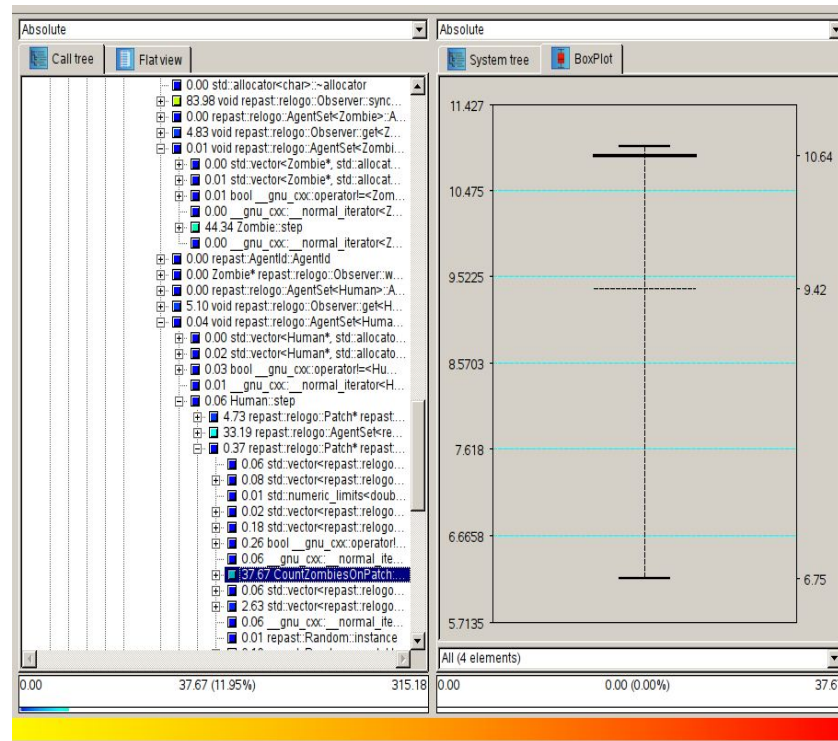 Absolute
Call tree
Flat view
0.00 std::allocator<char>::~allocator
83.98 void repast::relogo::Observer::sync...
0.00 repast::relogo::AgentSet<Zombie>::A...
4.83 void repast::relogo::Observer::get<Z...
0.01 void repast::relogo::AgentSet<Zombi...
0.00 std::vector<Zombie*, std::allocat...
0.01 std::vector<Zombie*, std::allocat...
0.01 bool __gnu_cxx::operator!=<Zom...
0.00 __gnu_cxx::__normal_iterator<Z...
44.34 Zombie::step
0.00 __gnu_cxx::__normal_iterator<Z...
0.00 repast::AgentId::AgentId
0.00 Zombie* repast::relogo::Observer::w...
0.00 repast::relogo::AgentSet<Human>::A...
5.10 void repast::relogo::Observer::get<H...
0.04 void repast::relogo::AgentSet<Huma...
0.00 std::vector<Human*, std::allocato...
0.02 std::vector<Human*, std::allocato...
0.03 bool __gnu_cxx::operator!=<Hu...
0.01 __gnu_cxx::__normal_iterator<H...
0.06 Human::step
4.73 repast::relogo::Patch* repast:...
33.19 repast::relogo::AgentSet<re...
0.37 repast::relogo::Patch* repast:...
0.06 std::vector<repast::relogo...
0.08 std::vector<repast::relogo...
0.01 std::numeric_limits<doub...
0.02 std::vector<repast::relogo...
0.18 std::vector<repast::relogo...
0.26 bool __gnu_cxx::operator!...
0.06 __gnu_cxx::__normal_ite...
37.67 CountZombiesOnPatch:...
0.06 std::vector<repast::relogo...
2.63 std::vector<repast::relogo...
0.06 __gnu_cxx::__normal_ite...
0.01 repast::Random::instance
0.00 37.67 (11.95%) 315.18
Absolute
System tree
BoxPlot
11.427
10.64
10.475
9.5225
9.42
8.5703
7.618
6.6658
6.75
5.7135
All (4 elements)
0.00 0.00 (0.00%) 37.6